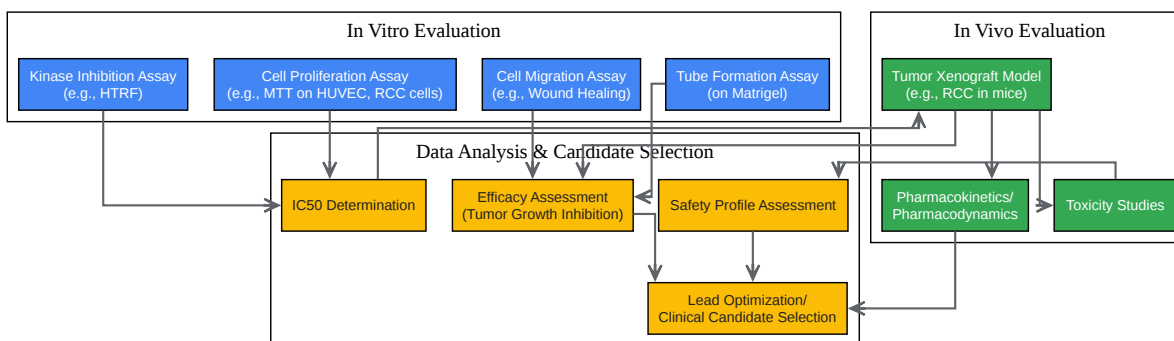 In Vitro Evaluation
Kinase Inhibition Assay
(e.g., HTRF)
Cell Proliferation Assay
(e.g., MTT on HUVEC, RCC cells)
Cell Migration Assay
(e.g., Wound Healing)
Tube Formation Assay
(on Matrigel)
In Vivo Evaluation
Tumor Xenograft Model
(e.g., RCC in mice)
Pharmacokinetics/
Pharmacodynamics
Toxicity Studies
Data Analysis & Candidate Selection
IC50 Determination
Efficacy Assessment
(Tumor Growth Inhibition)
Safety Profile Assessment
Lead Optimization/
Clinical Candidate Selection